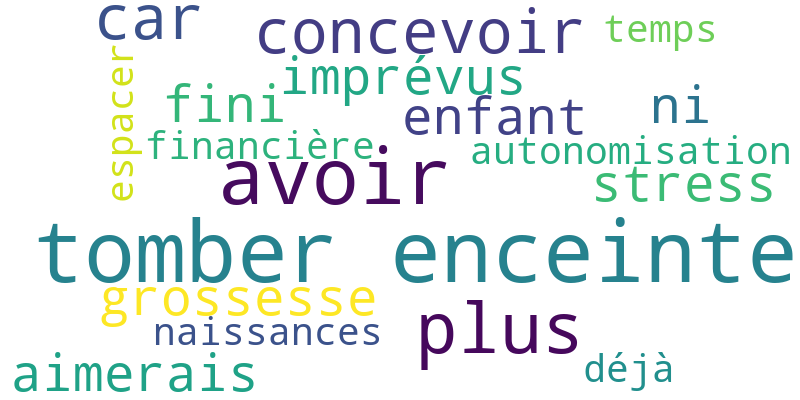 car concevoir temps
imprévus
fini enfant ni
espacer financière autonomisation
avoir stress
tomber enceinte
grossesse plus
naissances
aimerais déjà